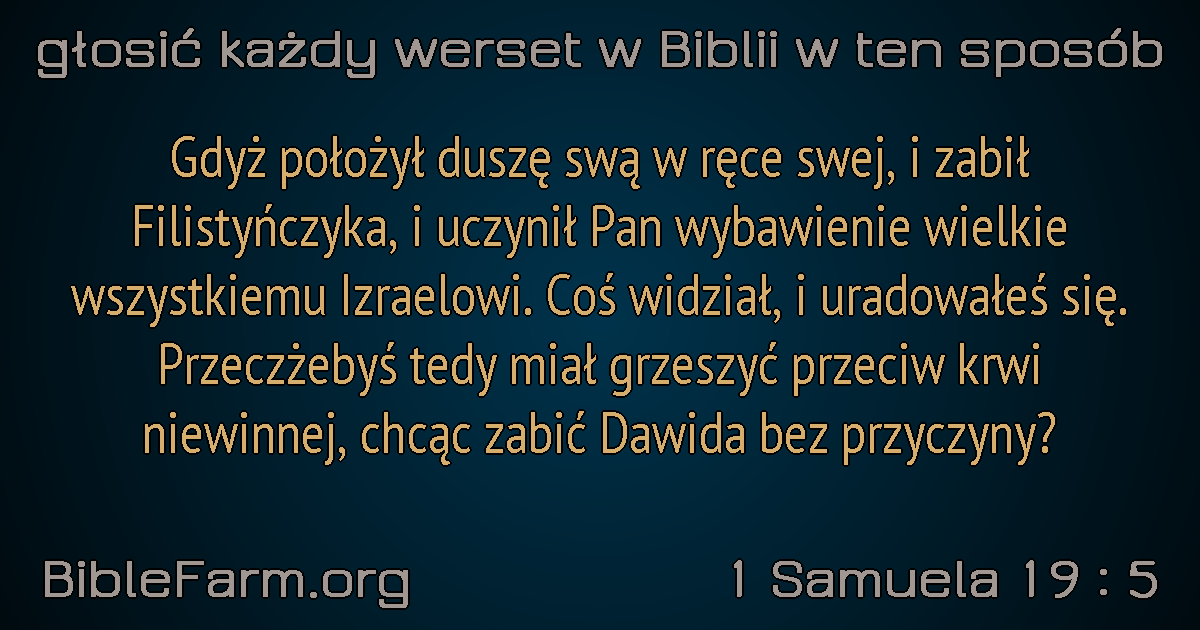 głosić każdy werset w Biblii w ten sposób
Gdyż położył duszę swą w ręce swej, i zabił
Filistyńczyka, i uczynił Pan wybawienie wielkie
wszystkiemu Izraelowi. Coś widział, i uradowałeś się.
Przeczżebyś tedy miał grzeszyć przeciw krwi
niewinnej, chcąc zabić Dawida bez przyczyny?
BibleFarm.org
1 Samuela 19 : 5